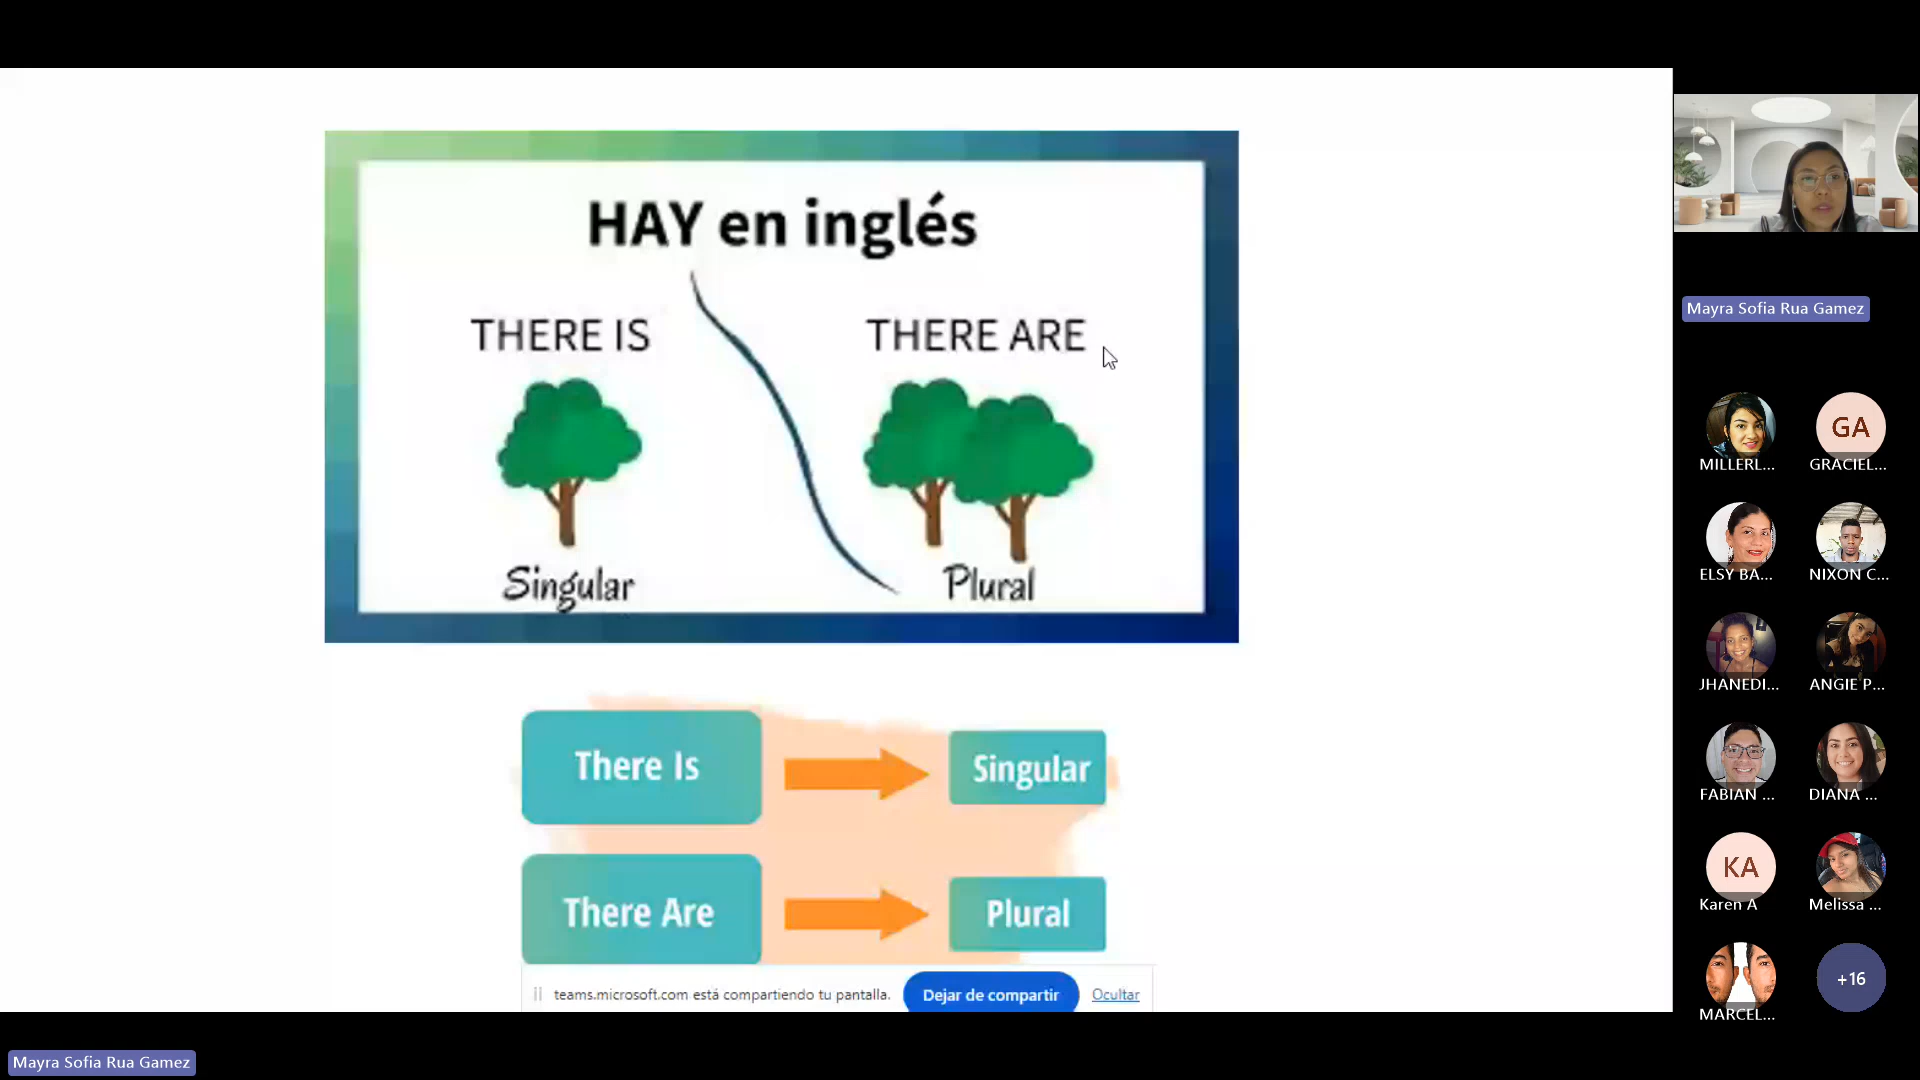 HAY en inglés
THERE IS
THERE ARE
Singular
Plural
There Is
Singular
There Are
Plural
teams.microsoft.com está compartiendo tu pantalla.
Dejar de compartir
Ocultar
Mayra Sofia Rua Gamez
MILLERL...
GA
GRACIEL...
ELSY BA...
NIXON C...
JHANEDI...
ANGIE P...
FABIAN ...
DIANA ...
KA
Karen A
Melissa ...
MARCEL...
+16
Mayra Sofia Rua Gamez